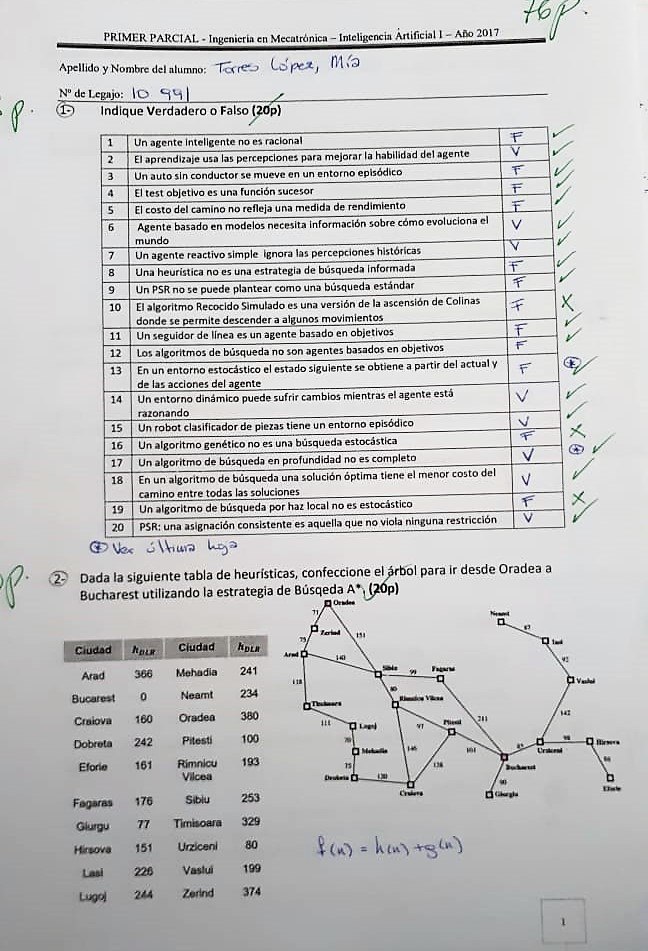 76p.
PRIMER PARCIAL - Ingeniería en Mecatrónica – Inteligencia Artificial I – Año 2017
Apellido y Nombre del alumno: Torres López, Mía
Nº de Legajo: 10 991
p.
1- Indique Verdadero o Falso (20p)
1 Un agente inteligente no es racional F ✓
2 El aprendizaje usa las percepciones para mejorar la habilidad del agente V ✓
3 Un auto sin conductor se mueve en un entorno episódico F ✓
4 El test objetivo es una función sucesor F ✓
5 El costo del camino no refleja una medida de rendimiento F ✓
6 Agente basado en modelos necesita información sobre cómo evoluciona el
mundo V ✓
7 Un agente reactivo simple ignora las percepciones históricas V ✓
8 Una heurística no es una estrategia de búsqueda informada F ✓
9 Un PSR no se puede plantear como una búsqueda estándar F ✓
10 El algoritmo Recocido Simulado es una versión de la ascensión de Colinas
donde se permite descender a algunos movimientos F X
11 Un seguidor de línea es un agente basado en objetivos F ✓
12 Los algoritmos de búsqueda no son agentes basados en objetivos F ✓
13 En un entorno estocástico el estado siguiente se obtiene a partir del actual y
de las acciones del agente F * ✓
14 Un entorno dinámico puede sufrir cambios mientras el agente está
razonando V ✓
15 Un robot clasificador de piezas tiene un entorno episódico V ✓
16 Un algoritmo genético no es una búsqueda estocástica F X
17 Un algoritmo de búsqueda en profundidad no es completo V * ✓
18 En un algoritmo de búsqueda una solución óptima tiene el menor costo del
camino entre todas las soluciones V ✓
19 Un algoritmo de búsqueda por haz local no es estocástico F X
20 PSR: una asignación consistente es aquella que no viola ninguna restricción V ✓
* Ver última hoja
p.
2- Dada la siguiente tabla de heurísticas, confeccione el árbol para ir desde Oradea a
Bucharest utilizando la estrategia de Búsqeda A*. (20p)
Ciudad hDLR Ciudad hDLR
Arad 366 Mehadia 241
Bucarest 0 Neamt 234
Craiova 160 Oradea 380
Dobreta 242 Pitesti 100
Eforie 161 Rimnicu
Vilcea 193
Fagaras 176 Sibiu 253
Giurgu 77 Timisoara 329
Hirsova 151 Urziceni 80
Lasi 226 Vaslui 199
Lugoj 244 Zerind 374
Oradea
71
Neamt
87
Zerind
151
75
Iasi
Arad
140
92
Sibiu
99
Fagaras
118
80
Vaslui
Rimnicu Vilcea
Timisoara
142
111
Lugoj
97
Pitesti
211
70
98
Hirsova
85
Mehadia
146
101
Urziceni
75
138
86
Bucharest
Drobeta
120
90
Craiova
Giurgiu
Eforie
f(n) = h(n) + g(n)
1